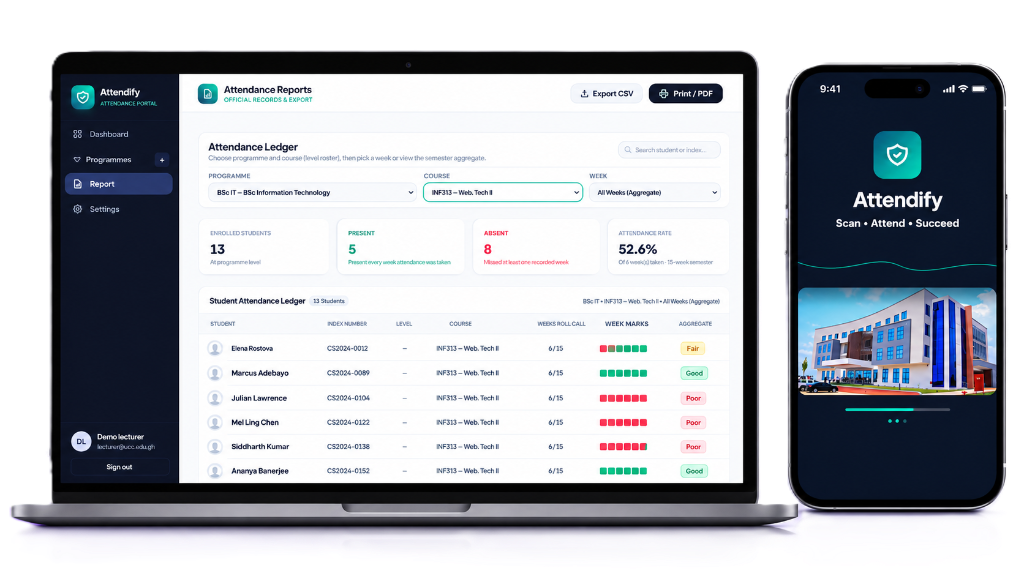 Attendify
ATTENDANCE PORTAL
Dashboard
Programmes +
Report
Settings
DL
Demo lecturer
lecturer@ucc.edu.gh
Sign out
Attendance Reports
OFFICIAL RECORDS & EXPORT
Export CSV
Print / PDF
Attendance Ledger
Choose programme and course (level roster), then pick a week or view the semester aggregate.
Search student or index...
PROGRAMME
COURSE
WEEK
BSc IT — BSc Information Technology
INF313 — Web. Tech II
All Weeks (Aggregate)
ENROLLED STUDENTS
13
At programme level
PRESENT
5
Present every week attendance was taken
ABSENT
8
Missed at least one recorded week
ATTENDANCE RATE
52.6%
Of 6 week(s) taken · 15-week semester
Student Attendance Ledger
13 Students
BSc IT • INF313 — Web. Tech II • All Weeks (Aggregate)
STUDENT INDEX NUMBER LEVEL COURSE WEEKS ROLL CALL WEEK MARKS AGGREGATE
Elena Rostova CS2024-0012 — INF313 — Web. Tech II 6/15 Fair
Marcus Adebayo CS2024-0089 — INF313 — Web. Tech II 6/15 Good
Julian Lawrence CS2024-0104 — INF313 — Web. Tech II 6/15 Poor
Mel Ling Chen CS2024-0122 — INF313 — Web. Tech II 6/15 Poor
Siddharth Kumar CS2024-0138 — INF313 — Web. Tech II 6/15 Poor
Ananya Banerjee CS2024-0152 — INF313 — Web. Tech II 6/15 Good
9:41
Attendify
Scan • Attend • Succeed